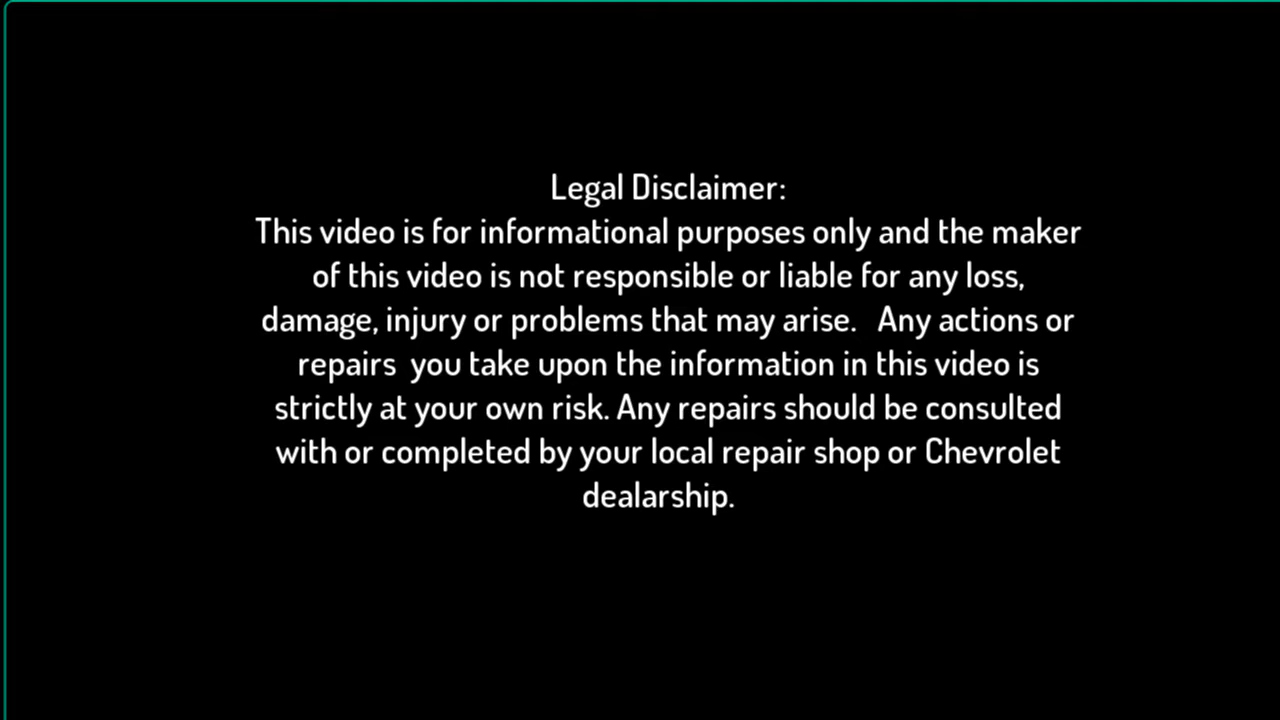 Legal Disclaimer:
This video is for informational purposes only and the maker
of this video is not responsible or liable for any loss,
damage, injury or problems that may arise.   Any actions or
repairs  you take upon the information in this video is
strictly at your own risk. Any repairs should be consulted
with or completed by your local repair shop or Chevrolet
dealarship.